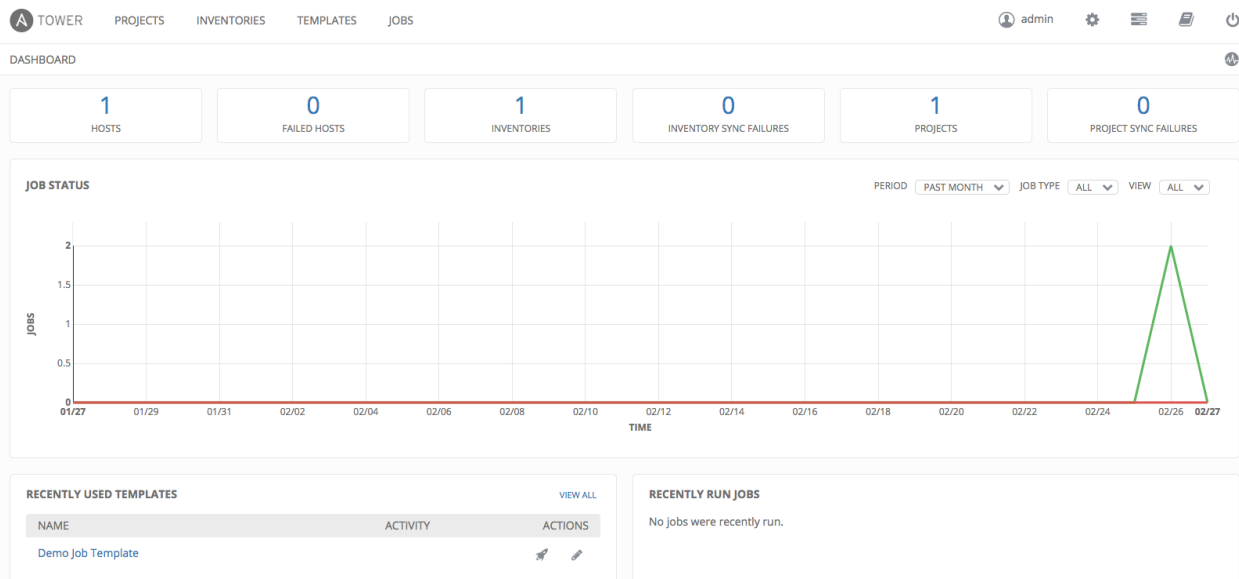 A TOWER PROJECTS INVENTORIES TEMPLATES JOBS admin
DASHBOARD
1 0 1 0 1 0
HOSTS FAILED HOSTS INVENTORIES INVENTORY SYNC FAILURES PROJECTS PROJECT SYNC FAILURES
JOB STATUS PERIOD PAST MONTH JOB TYPE ALL VIEW ALL
2
1.5
1
0.5
0
JOBS
01/27 01/29 01/31 02/02 02/04 02/06 02/08 02/10 02/12 02/14 02/16 02/18 02/20 02/22 02/24 02/26 02/27
TIME
RECENTLY USED TEMPLATES VIEW ALL
NAME ACTIVITY ACTIONS
Demo Job Template
RECENTLY RUN JOBS
No jobs were recently run.